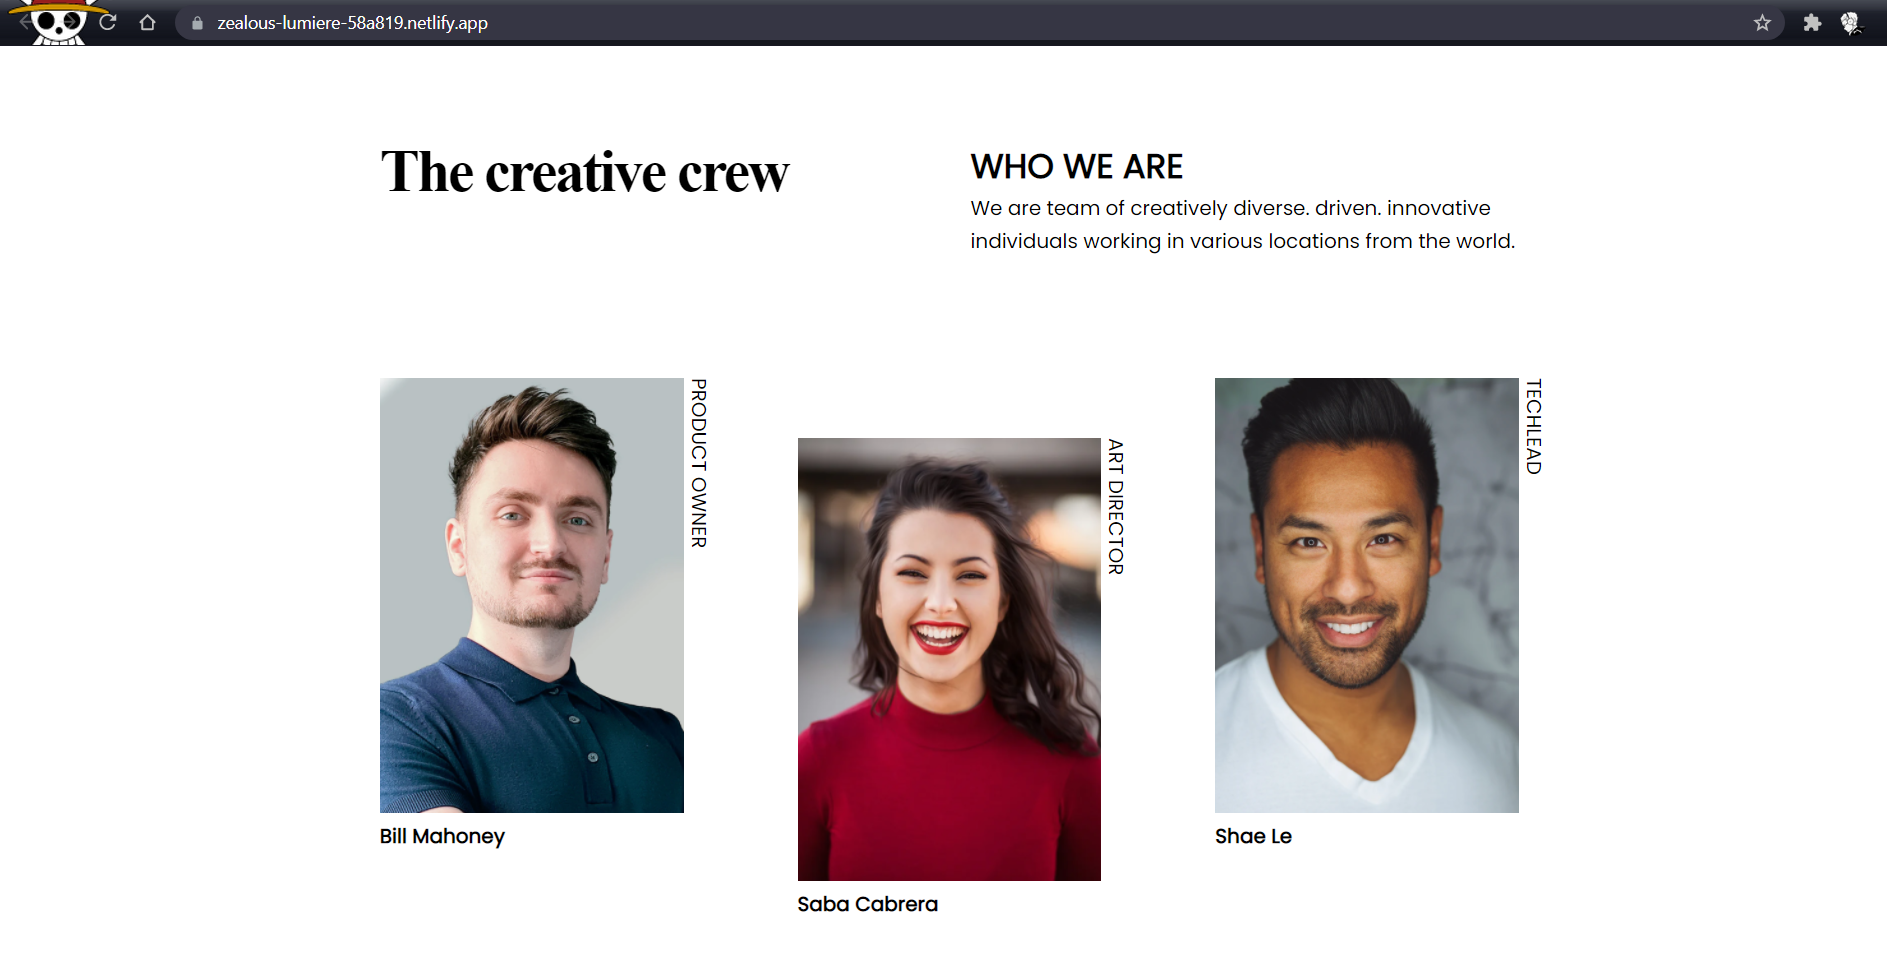 zealous-lumiere-58a819.netlify.app
The creative crew
WHO WE ARE
We are team of creatively diverse. driven. innovative
individuals working in various locations from the world.
PRODUCT OWNER
Bill Mahoney
ART DIRECTOR
Saba Cabrera
TECHLEAD
Shae Le